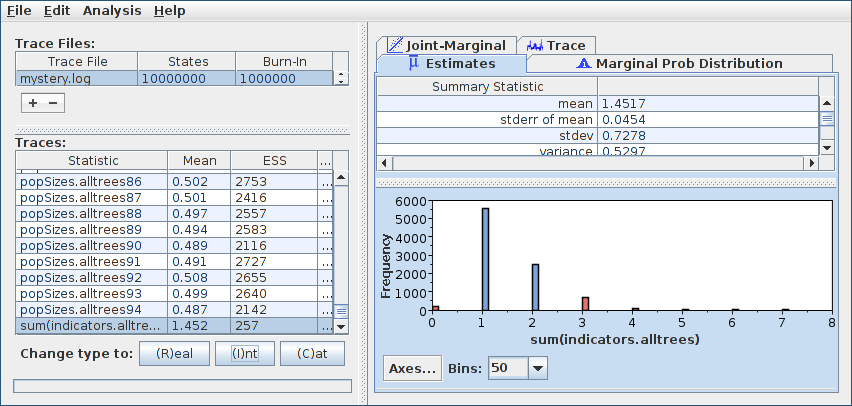 File Edit Analysis Help
Trace Files:
Trace File States Burn-In
mystery.log 10000000 1000000
+ −
Traces:
Statistic Mean ESS ...
popSizes.alltrees86 0.502 2753 ...
popSizes.alltrees87 0.501 2416 ...
popSizes.alltrees88 0.497 2557 ...
popSizes.alltrees89 0.494 2583 ...
popSizes.alltrees90 0.489 2116 ...
popSizes.alltrees91 0.491 2727 ...
popSizes.alltrees92 0.508 2655 ...
popSizes.alltrees93 0.499 2640 ...
popSizes.alltrees94 0.487 2142 ...
sum(indicators.alltre... 1.452 257 ...
Change type to: (R)eal (I)nt (C)at
Joint-Marginal Trace
μ Estimates Marginal Prob Distribution
Summary Statistic
mean 1.4517
stderr of mean 0.0454
stdev 0.7278
variance 0.5297
6000
5000
4000
3000
2000
1000
0
Frequency
0 1 2 3 4 5 6 7 8
sum(indicators.alltrees)
Axes... Bins: 50